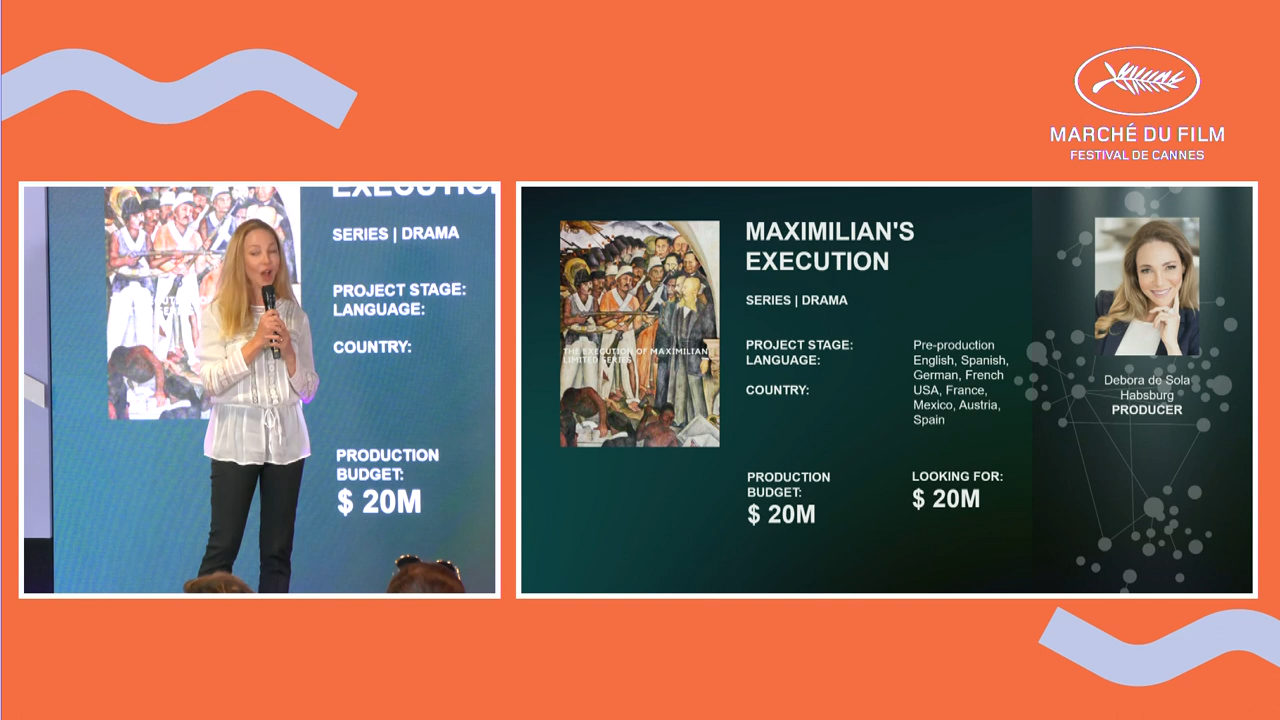 MARCHÉ DU FILM
FESTIVAL DE CANNES
EXECUTION
SERIES | DRAMA
PROJECT STAGE:
LANGUAGE:
COUNTRY:
PRODUCTION
BUDGET:
$ 20M
MAXIMILIAN'S
EXECUTION
SERIES | DRAMA
PROJECT STAGE: Pre-production
LANGUAGE: English, Spanish,
German, French
COUNTRY: USA, France,
Mexico, Austria,
Spain
PRODUCTION
BUDGET:
$ 20M
LOOKING FOR:
$ 20M
THE EXECUTION OF MAXIMILIAN
LIMITED SERIES
Debora de Sola
Habsburg
PRODUCER